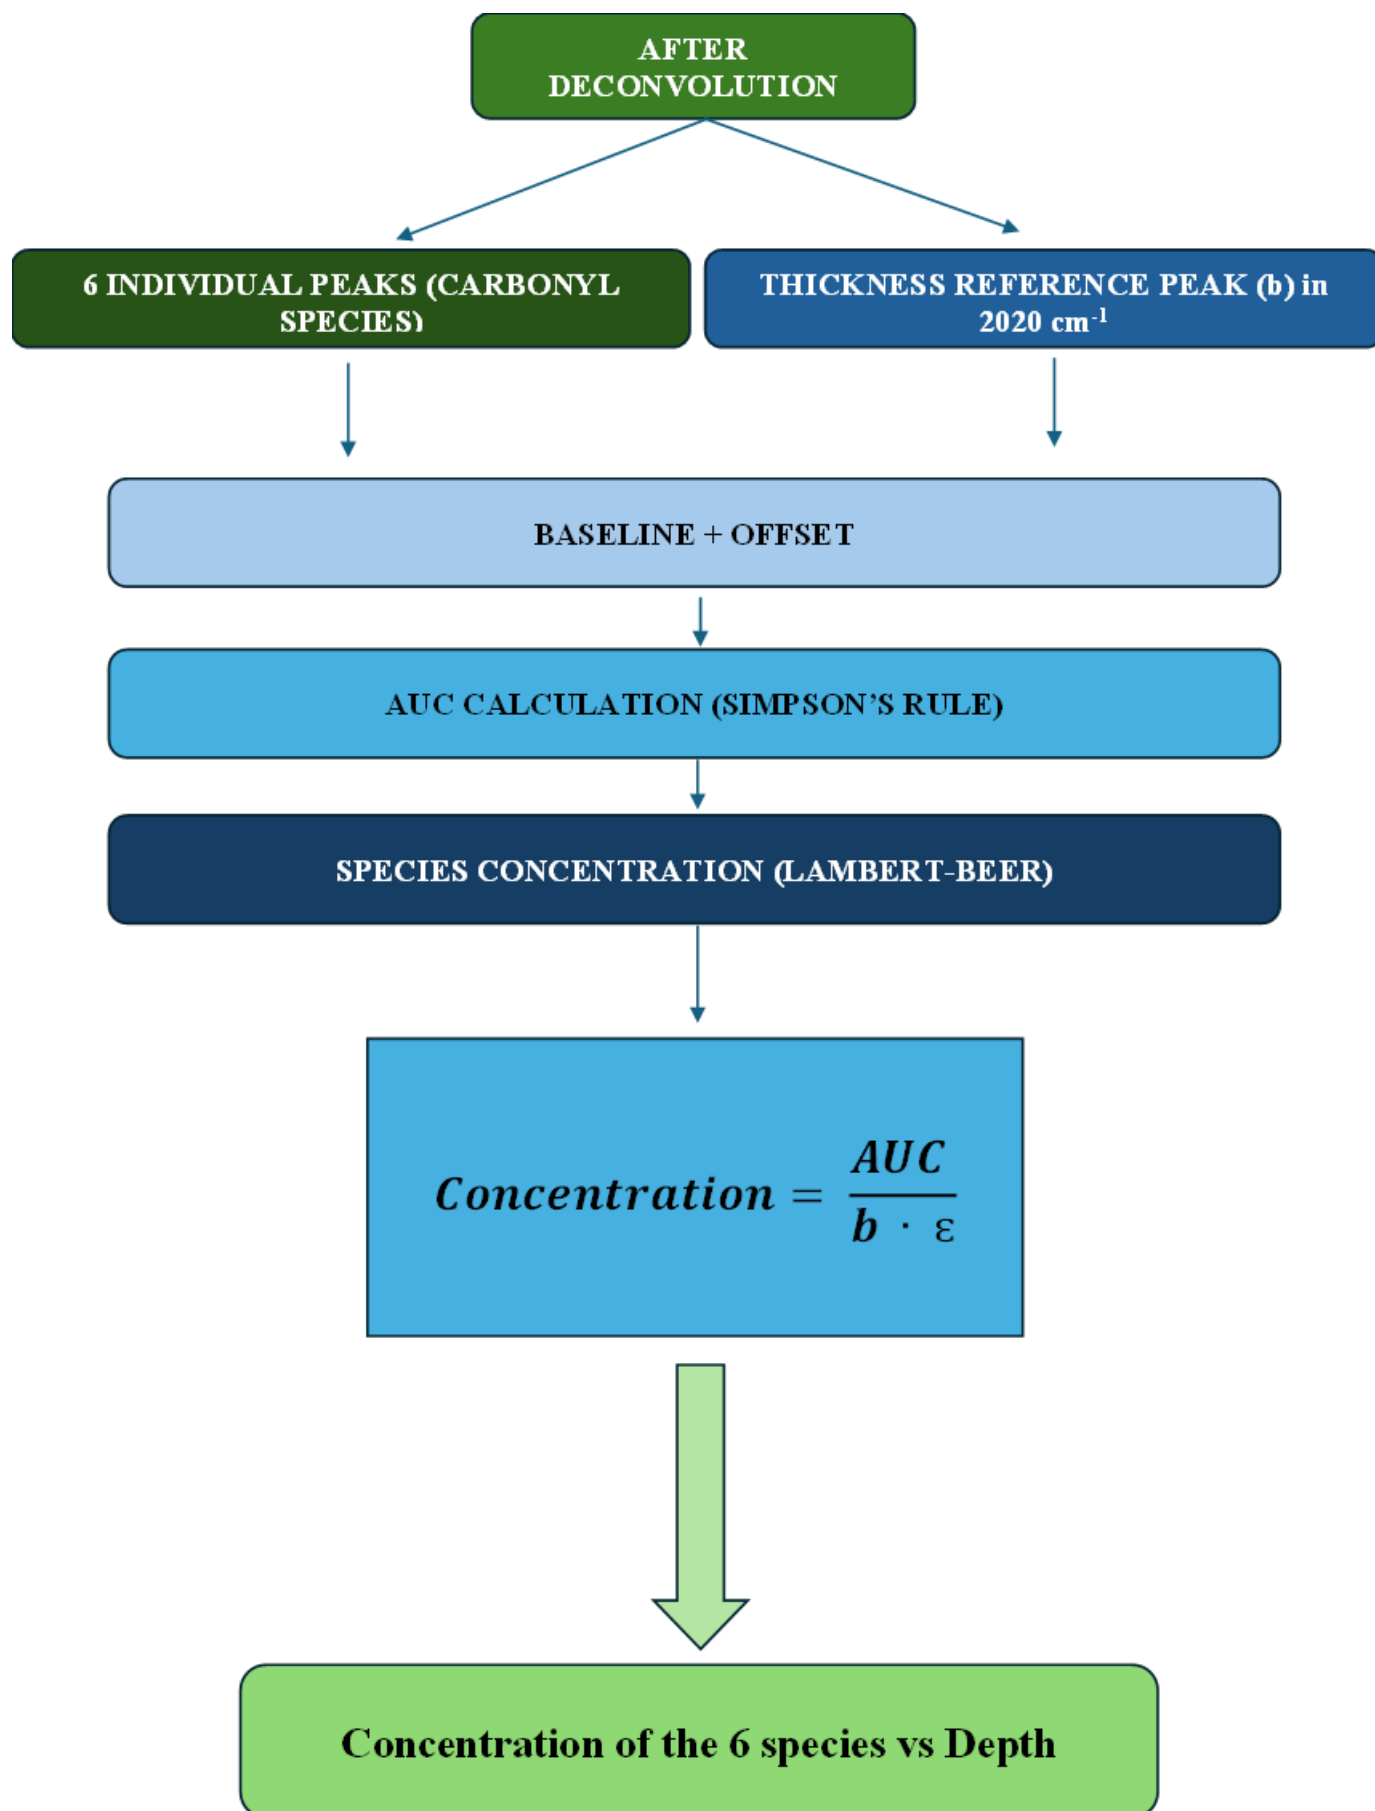 AFTER
DECONVOLUTION
6 INDIVIDUAL PEAKS (CARBONYL
SPECIES)
THICKNESS REFERENCE PEAK (b) in
2020 cm⁻¹
BASELINE + OFFSET
AUC CALCULATION (SIMPSON’S RULE)
SPECIES CONCENTRATION (LAMBERT-BEER)
Concentration = AUC / b · ε
Concentration of the 6 species vs Depth